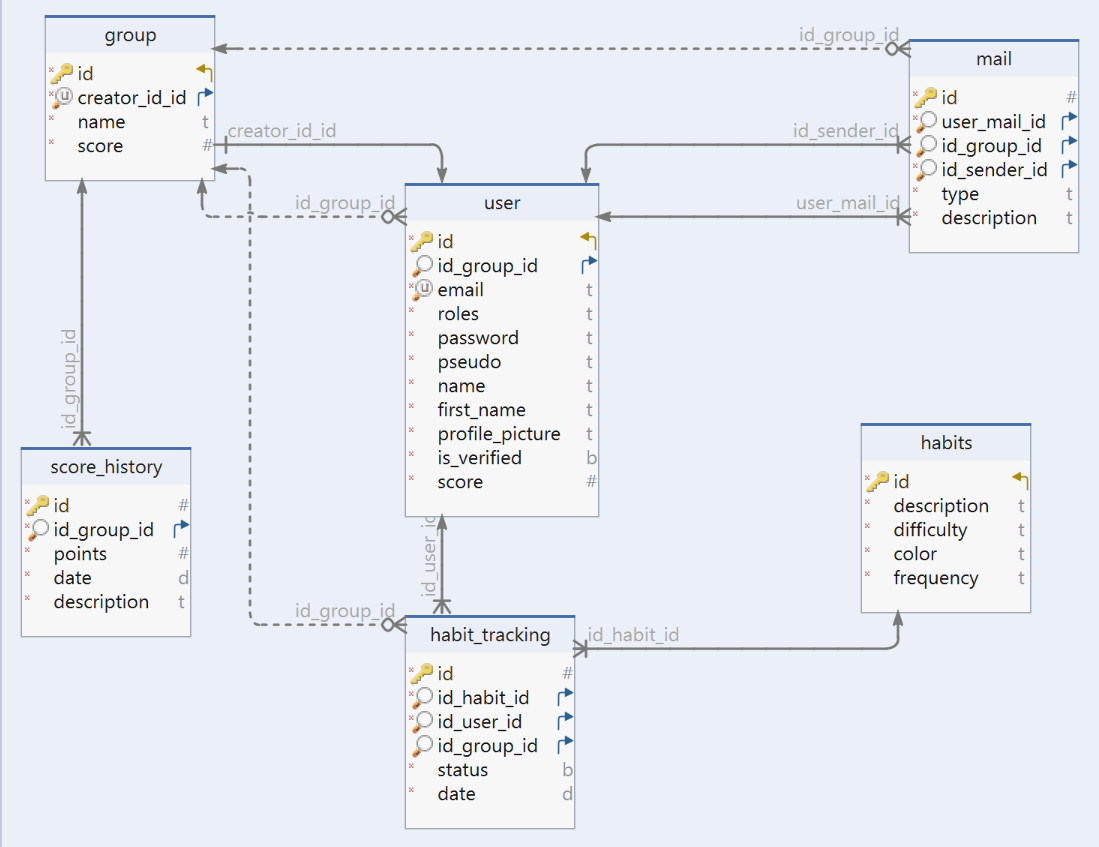 group
id
creator_id_id
name t
score #
id_group_id
mail
id #
user_mail_id
id_group_id
id_sender_id
type t
description t
creator_id_id
id_sender_id
id_group_id
user_mail_id
user
id
id_group_id
u email t
roles t
password t
pseudo t
name t
first_name t
profile_picture t
is_verified b
score #
id_group_id
score_history
id #
id_group_id
points #
date d
description t
habits
id
description t
difficulty t
color t
frequency t
id_user_id
id_group_id
id_habit_id
habit_tracking
id #
id_habit_id
id_user_id
id_group_id
status b
date d